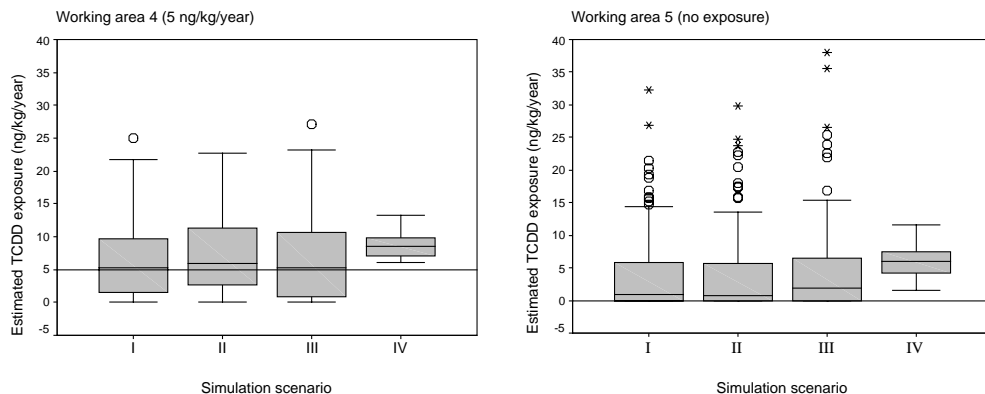 Working area 4 (5 ng/kg/year)
Estimated TCDD exposure (ng/kg/year)
40
35
30
25
20
15
10
5
0
-5
I II III IV
Simulation scenario
Working area 5 (no exposure)
Estimated TCDD exposure (ng/kg/year)
40
35
30
25
20
15
10
5
0
-5
I II III IV
Simulation scenario